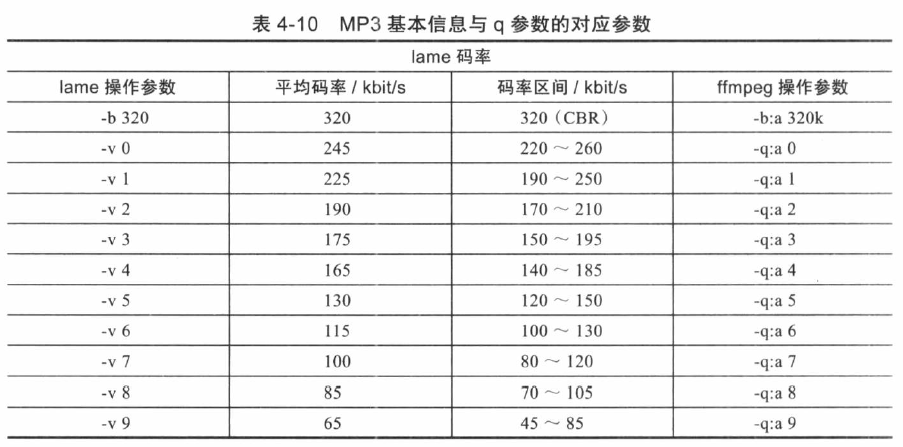 表 4-10 MP3 基本信息与 q 参数的对应参数
lame 码率
lame 操作参数 平均码率 / kbit/s 码率区间 / kbit/s ffmpeg 操作参数
-b 320 320 320（CBR） -b:a 320k
-v 0 245 220 ～ 260 -q:a 0
-v 1 225 190 ～ 250 -q:a 1
-v 2 190 170 ～ 210 -q:a 2
-v 3 175 150 ～ 195 -q:a 3
-v 4 165 140 ～ 185 -q:a 4
-v 5 130 120 ～ 150 -q:a 5
-v 6 115 100 ～ 130 -q:a 6
-v 7 100 80 ～ 120 -q:a 7
-v 8 85 70 ～ 105 -q:a 8
-v 9 65 45 ～ 85 -q:a 9